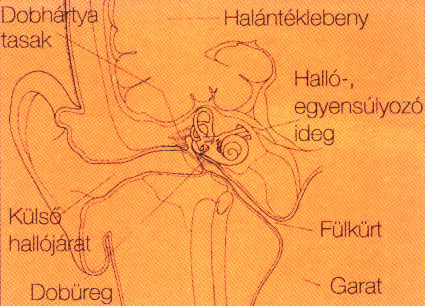 Dobhártya
tasak
Halántéklebeny
Halló-,
egyensúlyozó
ideg
Külső
hallójárat
Fülkürt
Dobüreg
Garat